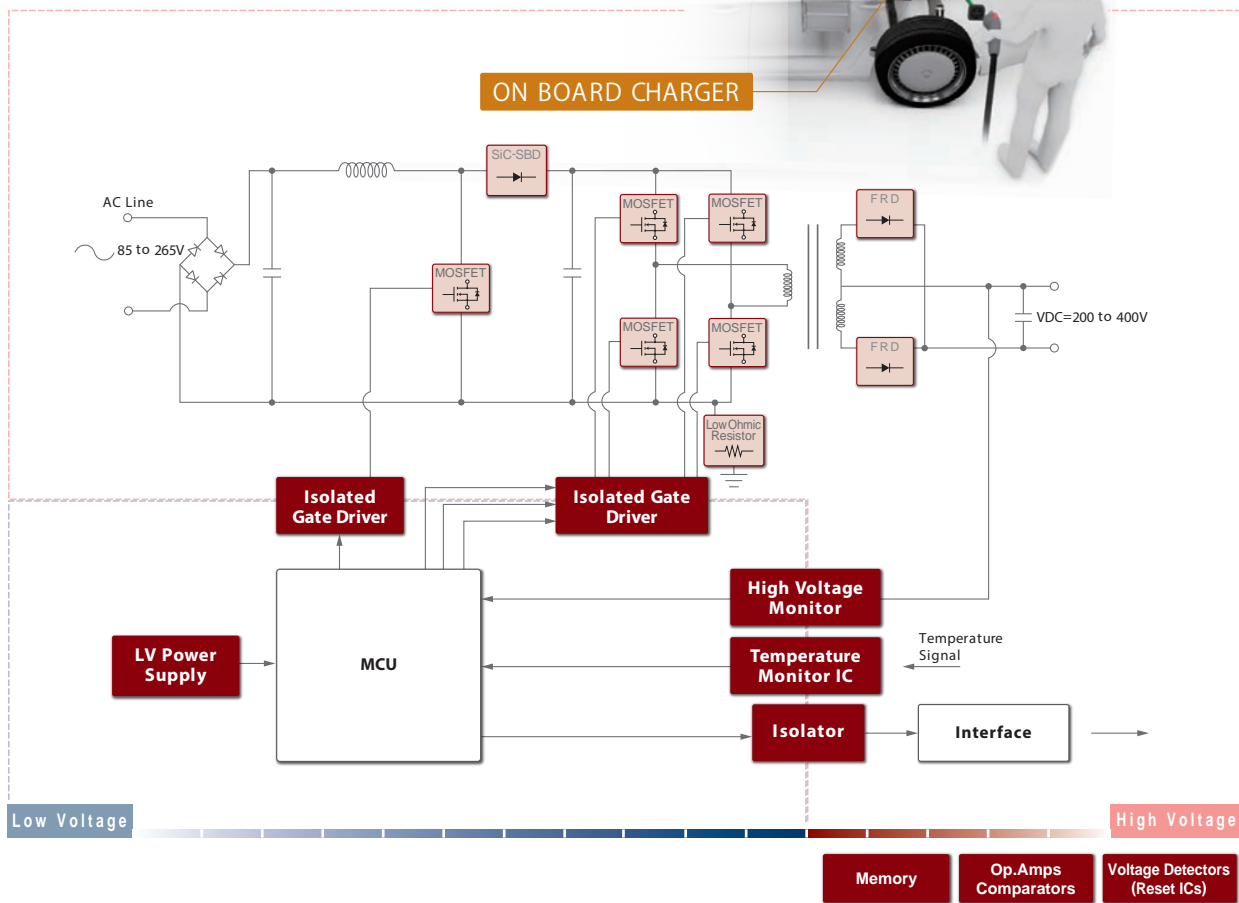 ON BOARD CHARGER
SiC-SBD
AC Line
85 to 265V
MOSFET
MOSFET
MOSFET
MOSFET
MOSFET
FRD
FRD
VDC=200 to 400V
Low Ohmic
Resistor
Isolated
Gate Driver
Isolated Gate
Driver
High Voltage
Monitor
LV Power
Supply
MCU
Temperature
Monitor IC
Temperature
Signal
Isolator
Interface
Low Voltage
High Voltage
Memory
Op.Amps
Comparators
Voltage Detectors
(Reset ICs)